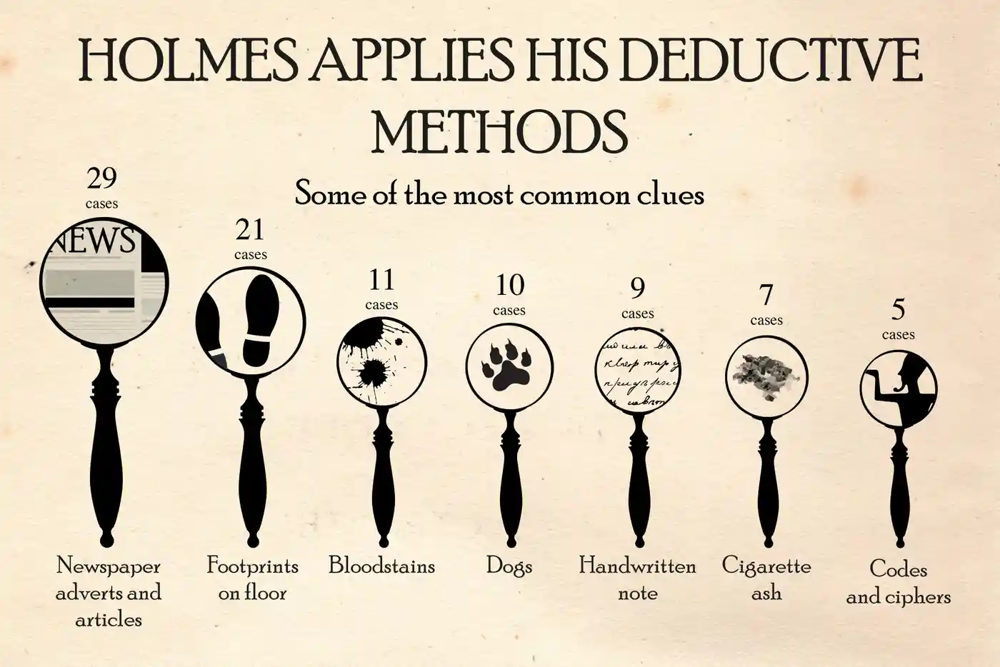 HOLMES APPLIES HIS DEDUCTIVE
METHODS
Some of the most common clues
29
cases
NEWS
Newspaper
adverts and
articles
21
cases
Footprints
on floor
11
cases
Bloodstains
10
cases
Dogs
9
cases
Handwritten
note
7
cases
Cigarette
ash
5
cases
Codes
and ciphers